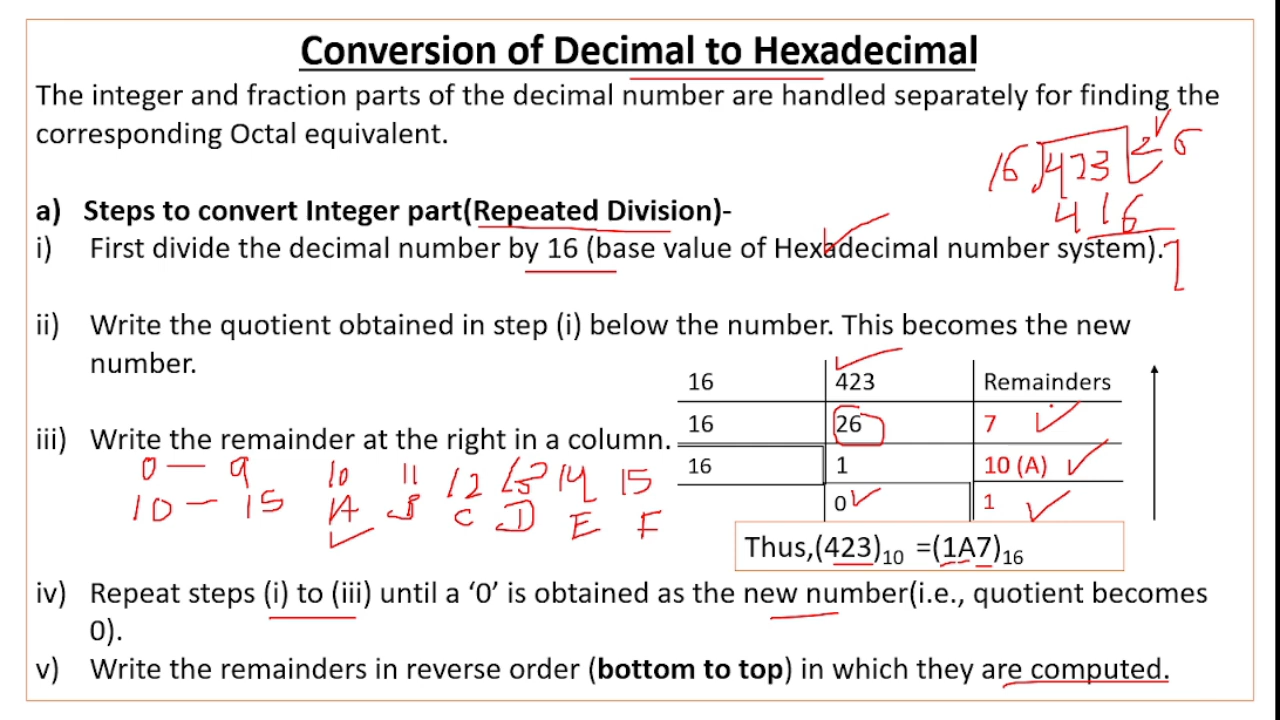 Conversion of Decimal to Hexadecimal
The integer and fraction parts of the decimal number are handled separately for finding the
corresponding Octal equivalent.
16 423 26
416
7
a) Steps to convert Integer part(Repeated Division)-
i) First divide the decimal number by 16 (base value of Hexadecimal number system).
ii) Write the quotient obtained in step (i) below the number. This becomes the new
number.
16 423 Remainders
16 26 7
iii) Write the remainder at the right in a column.
16 1 10 (A)
0 1
0 — 9 10 11 12 13 14 15
10 — 15 A B C D E F
Thus,(423)10 =(1A7)16
iv) Repeat steps (i) to (iii) until a ‘0’ is obtained as the new number(i.e., quotient becomes
0).
v) Write the remainders in reverse order (bottom to top) in which they are computed.